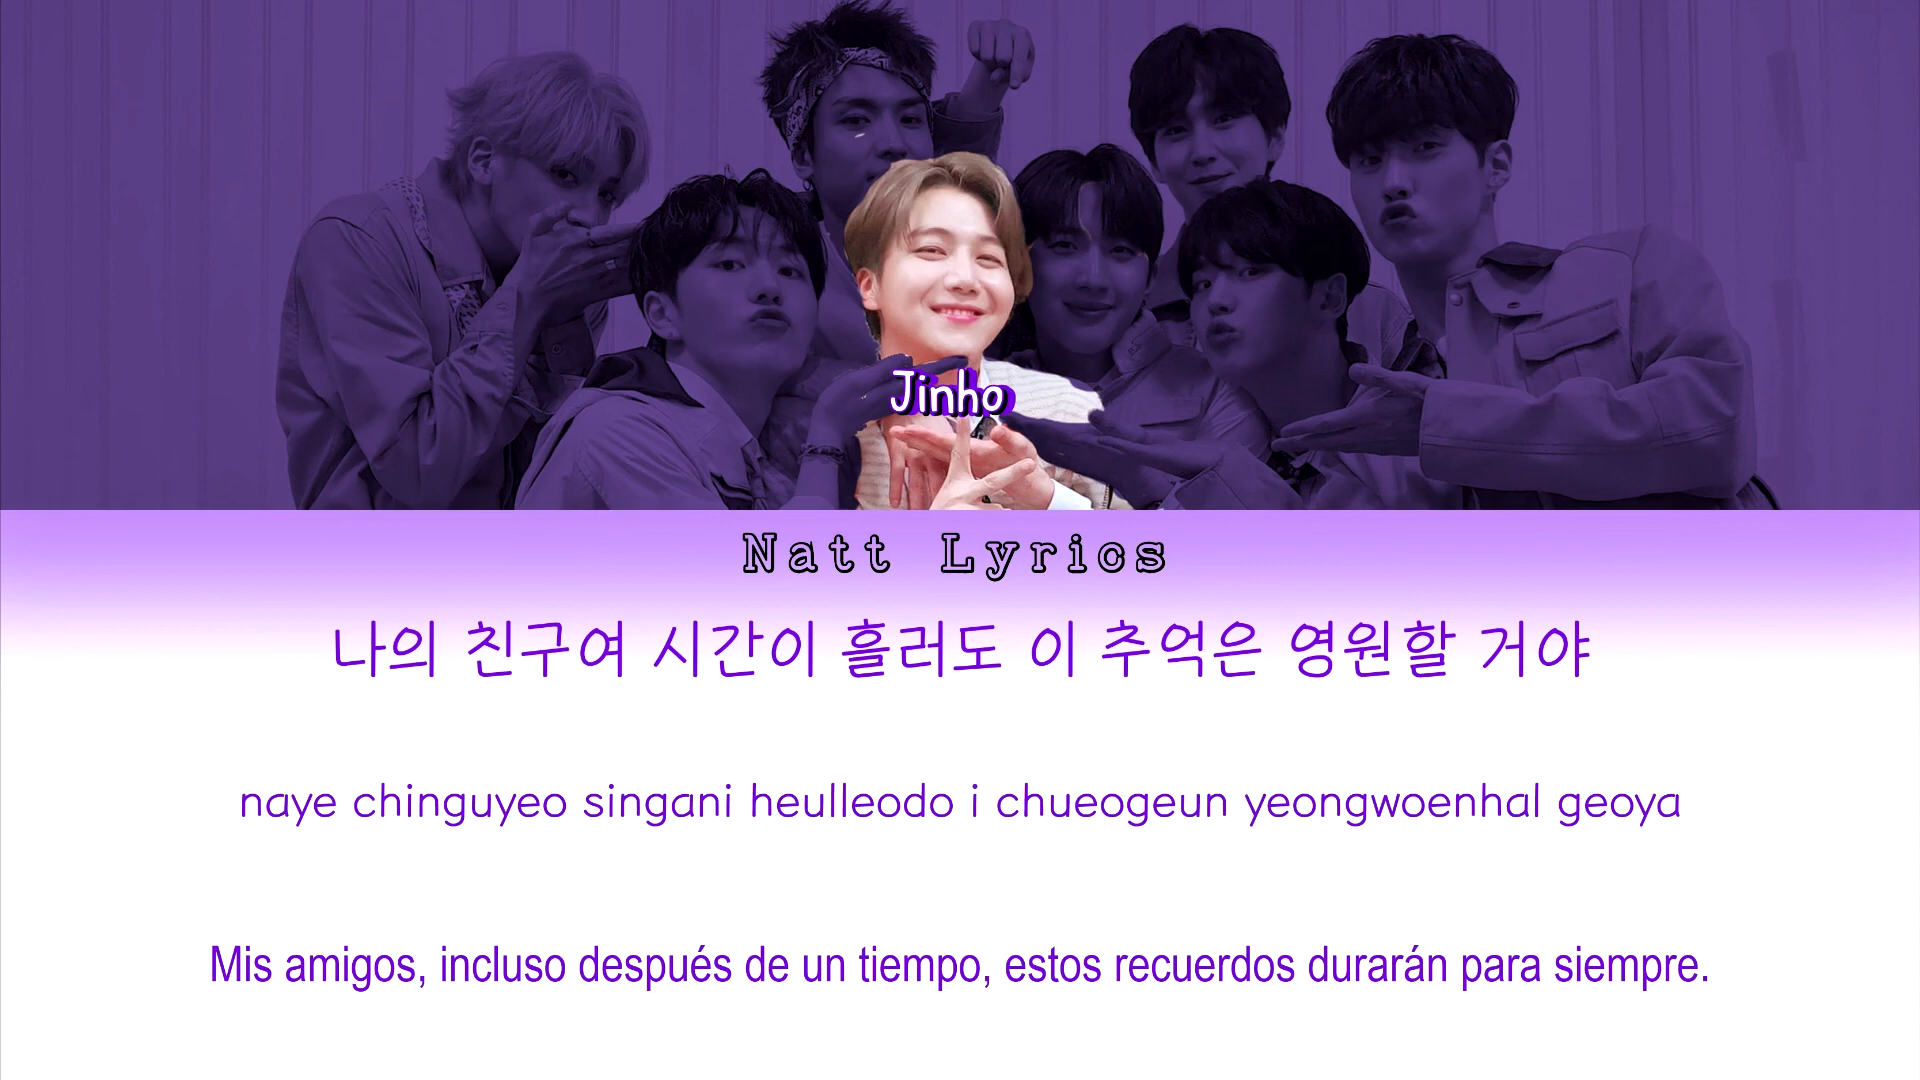 Jinho
Natt Lyrics
나의 친구여 시간이 흘러도 이 추억은 영원할 거야
naye chinguyeo singani heulleodo i chueogeun yeongwoenhal geoya
Mis amigos, incluso después de un tiempo, estos recuerdos durarán para siempre.